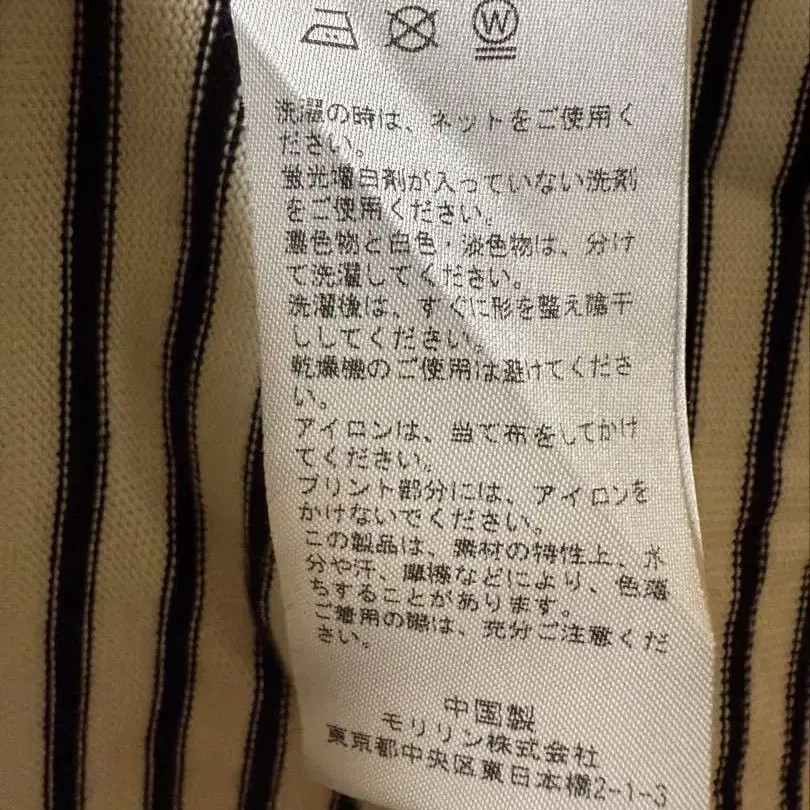 W
洗濯の時は、ネットをご使用く
ださい。
蛍光増白剤が入っていない洗剤
をご使用ください。
濃色物と白色・淡色物は、分け
て洗濯してください。
洗濯後は、すぐに形を整え陰干
ししてください。
乾燥機のご使用は避けてくださ
い。
アイロンは、当て布をしてかけ
てください。
プリント部分には、アイロンを
かけないでください。
この製品は、素材の特性上、水
分や汗、摩擦などにより、色落
ちすることがあります。
ご着用の際は、充分ご注意くだ
さい。
中国製
モリリン株式会社
東京都中央区東日本橋2-1-3